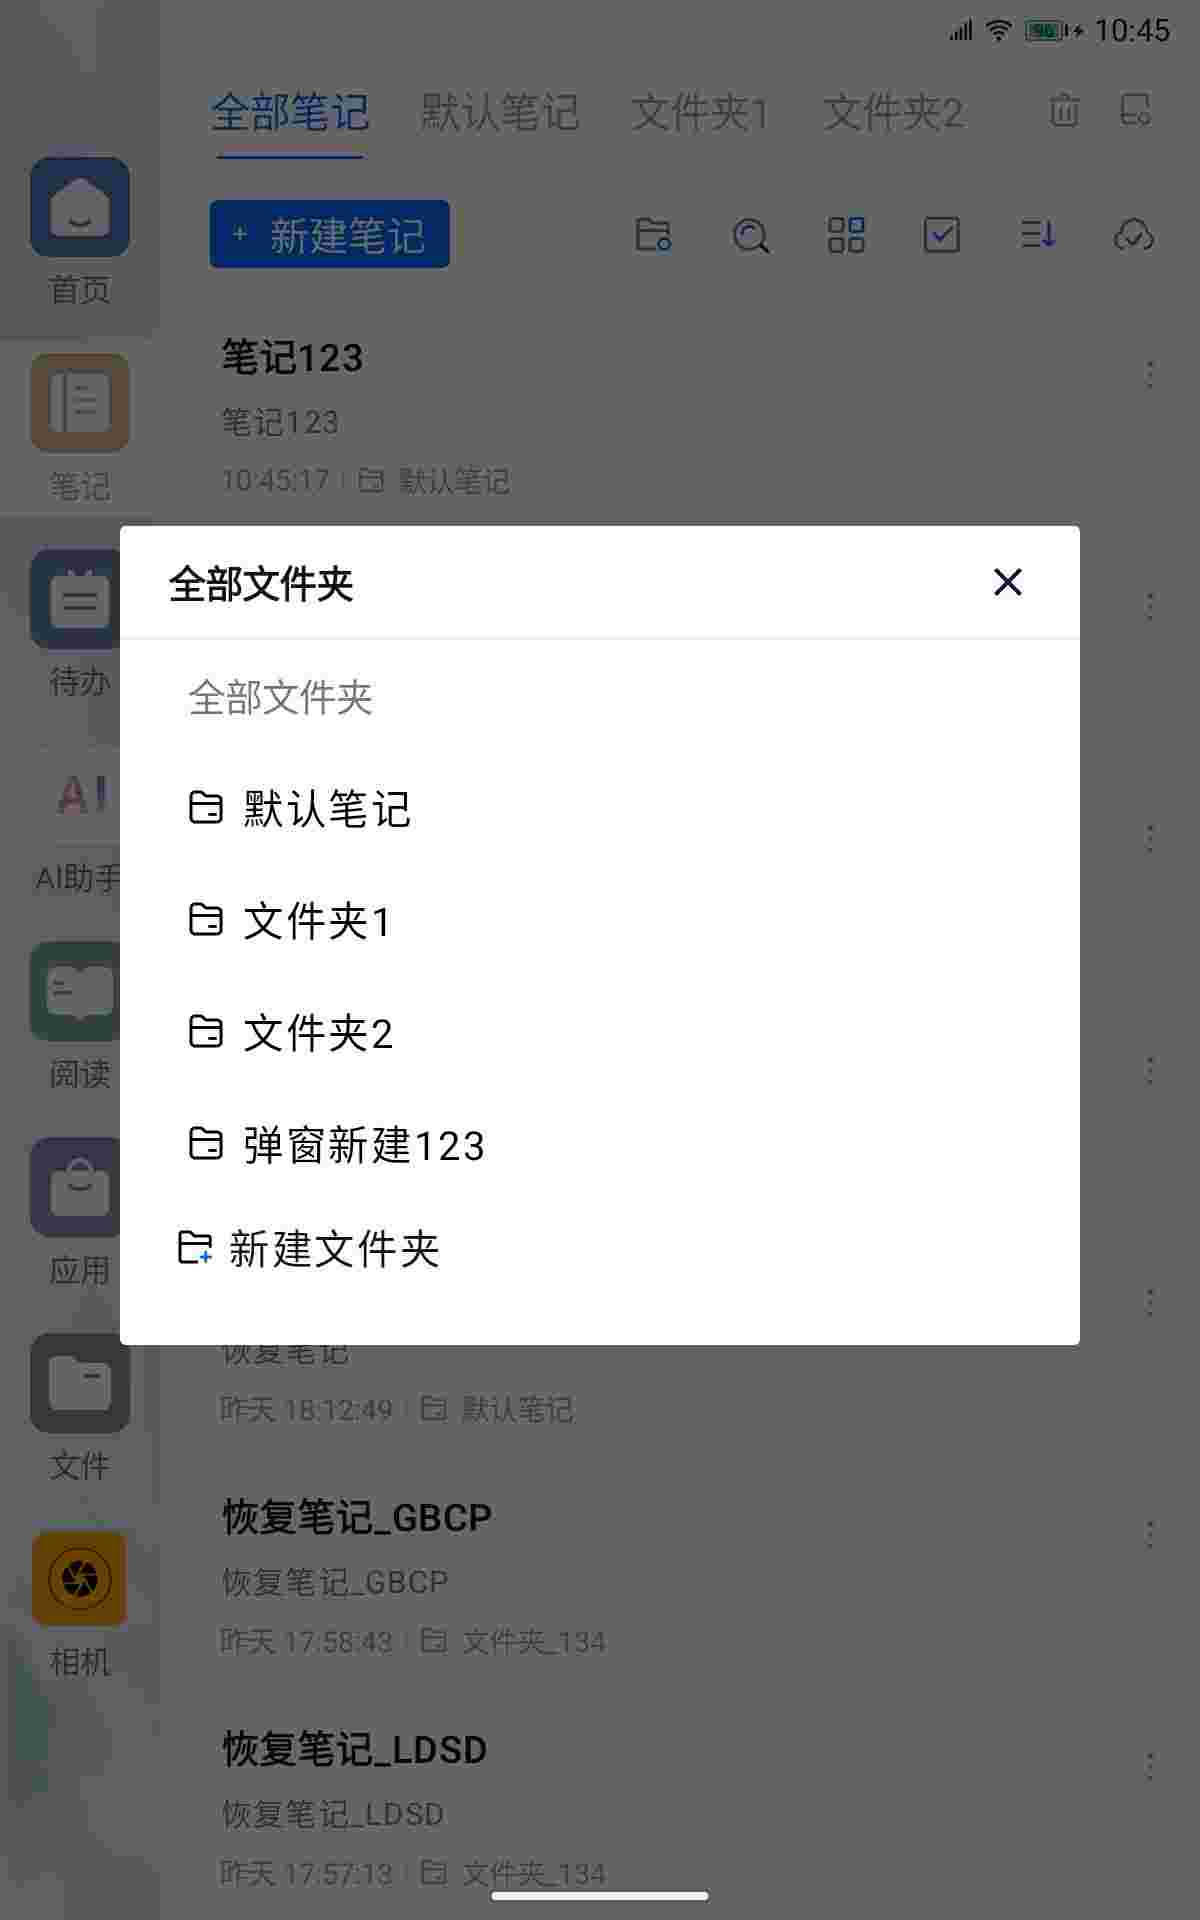 10:45
全部笔记 默认笔记 文件夹1 文件夹2
+ 新建笔记
首页
笔记
待办
AI
AI助手
阅读
应用
文件
相机
笔记123
笔记123
10:45:17 默认笔记
全部文件夹
全部文件夹
默认笔记
文件夹1
文件夹2
弹窗新建123
新建文件夹
恢复笔记
昨天 18:12:49 默认笔记
恢复笔记_GBCP
恢复笔记_GBCP
昨天 17:58:43 文件夹_134
恢复笔记_LDSD
恢复笔记_LDSD
昨天 17:57:13 文件夹_134